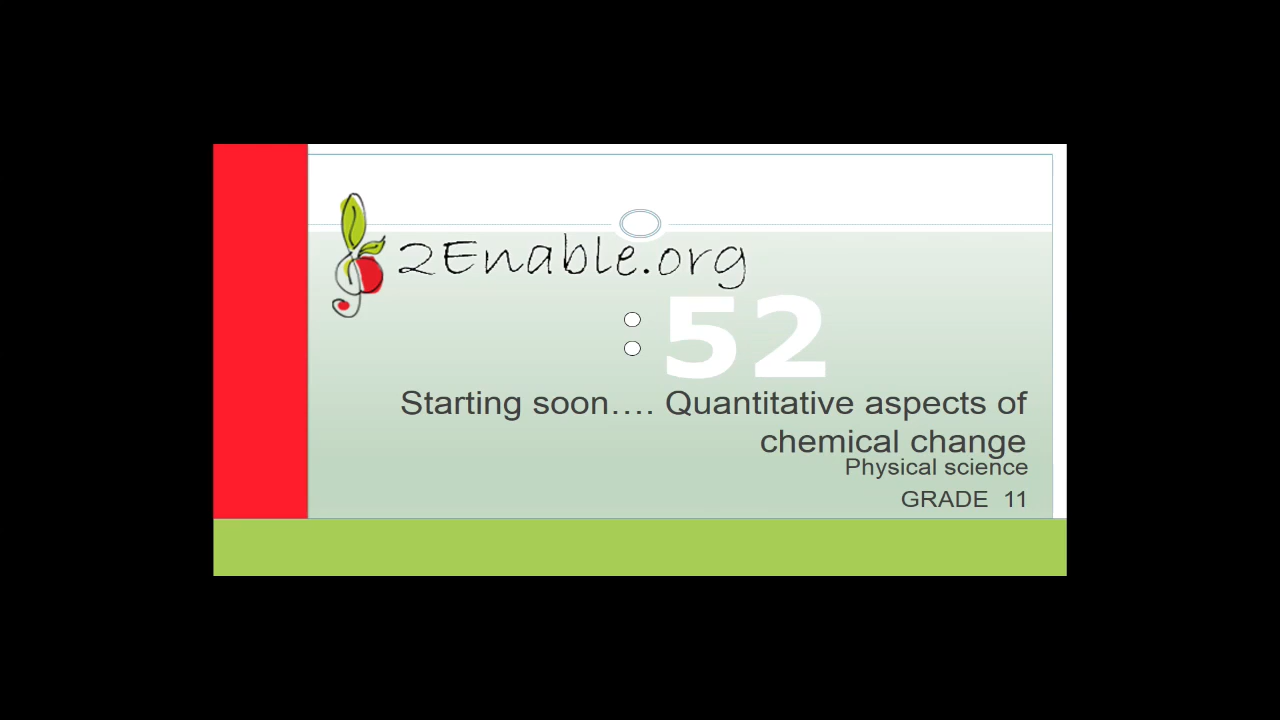 2Enable.org
:52
Starting soon…. Quantitative aspects of
chemical change
Physical science
GRADE 11